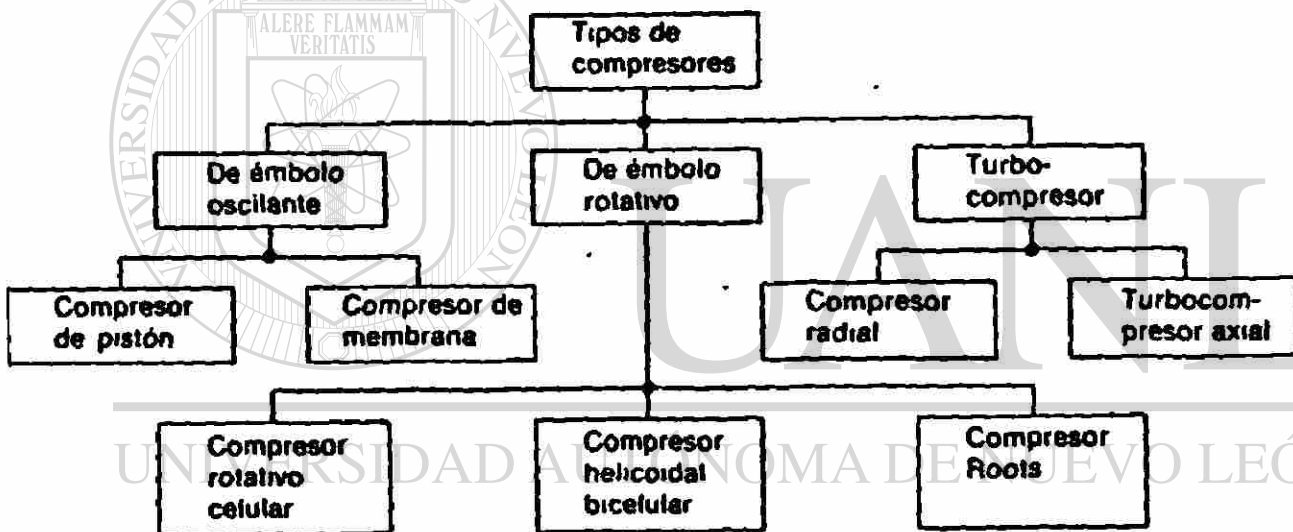 ALERE FLAMMAM
VERITATIS
Tipos de
compresores
De émbolo
oscilante
De émbolo
rotativo
Turbo-
compresor
Compresor
de pistón
Compresor de
membrana
Compresor
radial
Turbocom-
presor axial
Compresor
rotativo
celular
Compresor
helicoidal
bicelular
Compresor
Roots
UANL
UNIVERSIDAD AUTÓNOMA DE NUEVO LEÓ